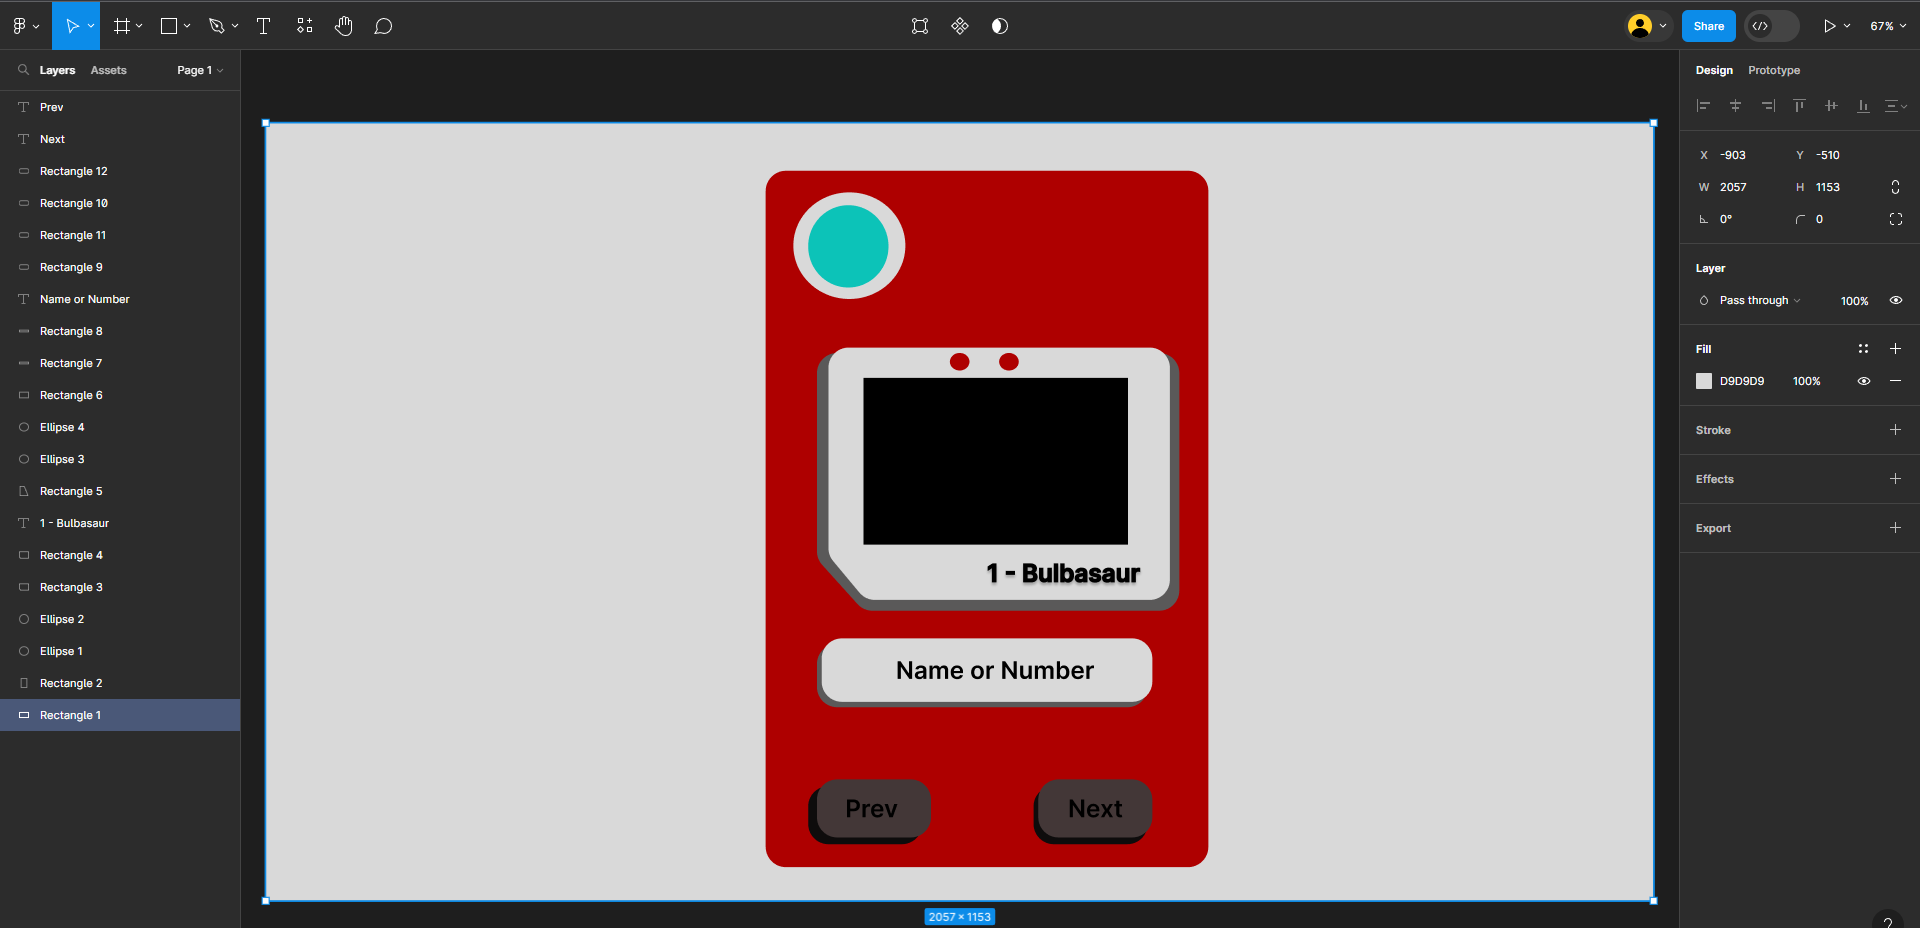 Share
67%
Layers Assets Page 1
Prev
Next
Rectangle 12
Rectangle 10
Rectangle 11
Rectangle 9
Name or Number
Rectangle 8
Rectangle 7
Rectangle 6
Ellipse 4
Ellipse 3
Rectangle 5
1 - Bulbasaur
Rectangle 4
Rectangle 3
Ellipse 2
Ellipse 1
Rectangle 2
Rectangle 1
1 - Bulbasaur
Name or Number
Prev Next
2057 × 1153
Design Prototype
X -903 Y -510
W 2057 H 1153
0° 0
Layer
Pass through 100%
Fill
D9D9D9 100%
Stroke
Effects
Export
?